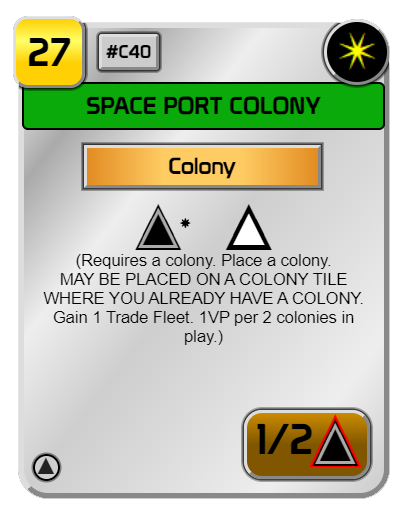 27
#C40
SPACE PORT COLONY
Colony
*
(Requires a colony. Place a colony.
MAY BE PLACED ON A COLONY TILE
WHERE YOU ALREADY HAVE A COLONY.
Gain 1 Trade Fleet. 1VP per 2 colonies in
play.)
1/2